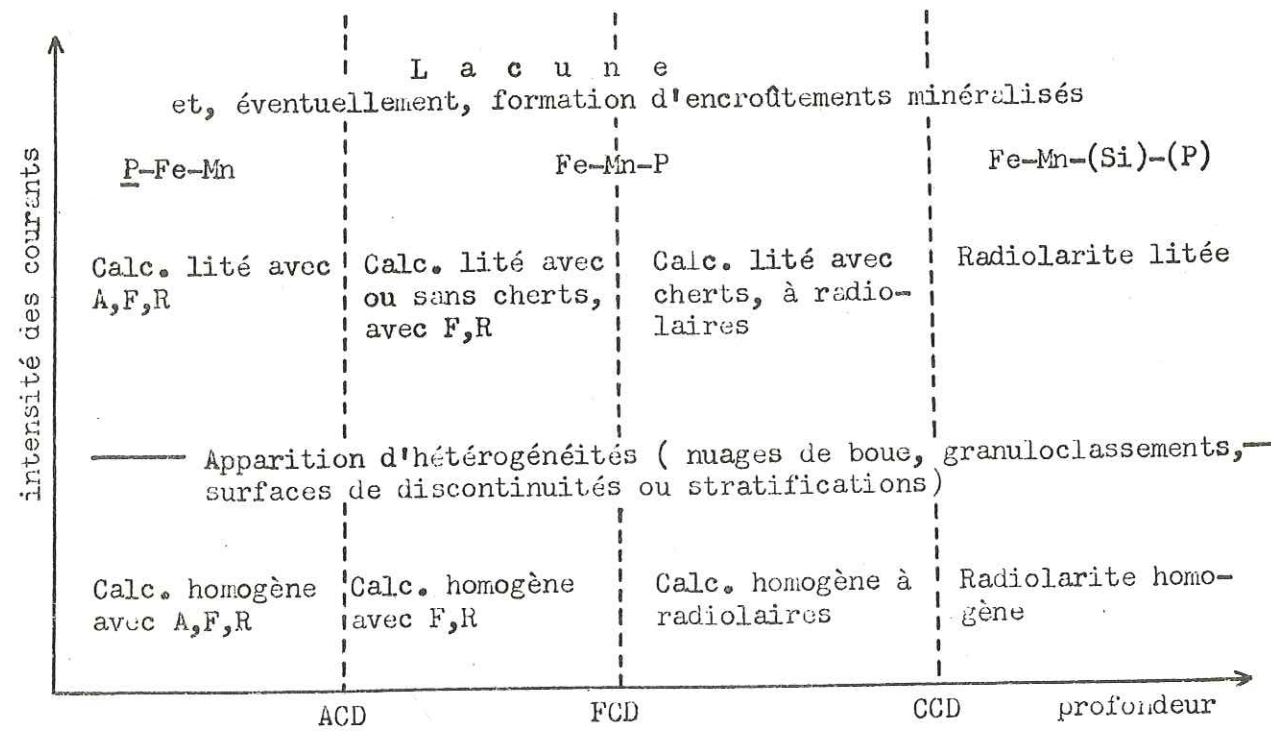 L a c u n e
et, éventuellement, formation d'encroûtements minéralisés
P-Fe-Mn
Fe-Mn-P
Fe-Mn-(Si)-(P)
Calc. lité avec
A,F,R
Calc. lité avec
ou sans cherts,
avec F,R
Calc. lité avec
cherts, à radio-
laires
Radiolarite litée
Apparition d'hétérogénéités ( nuages de boue, granuloclassements,
surfaces de discontinuités ou stratifications)
Calc. homogène
avec A,F,R
Calc. homogène
avec F,R
Calc. homogène à
radiolaires
Radiolarite homo-
gène
intensité des courants
ACD
FCD
CCD
profondeur